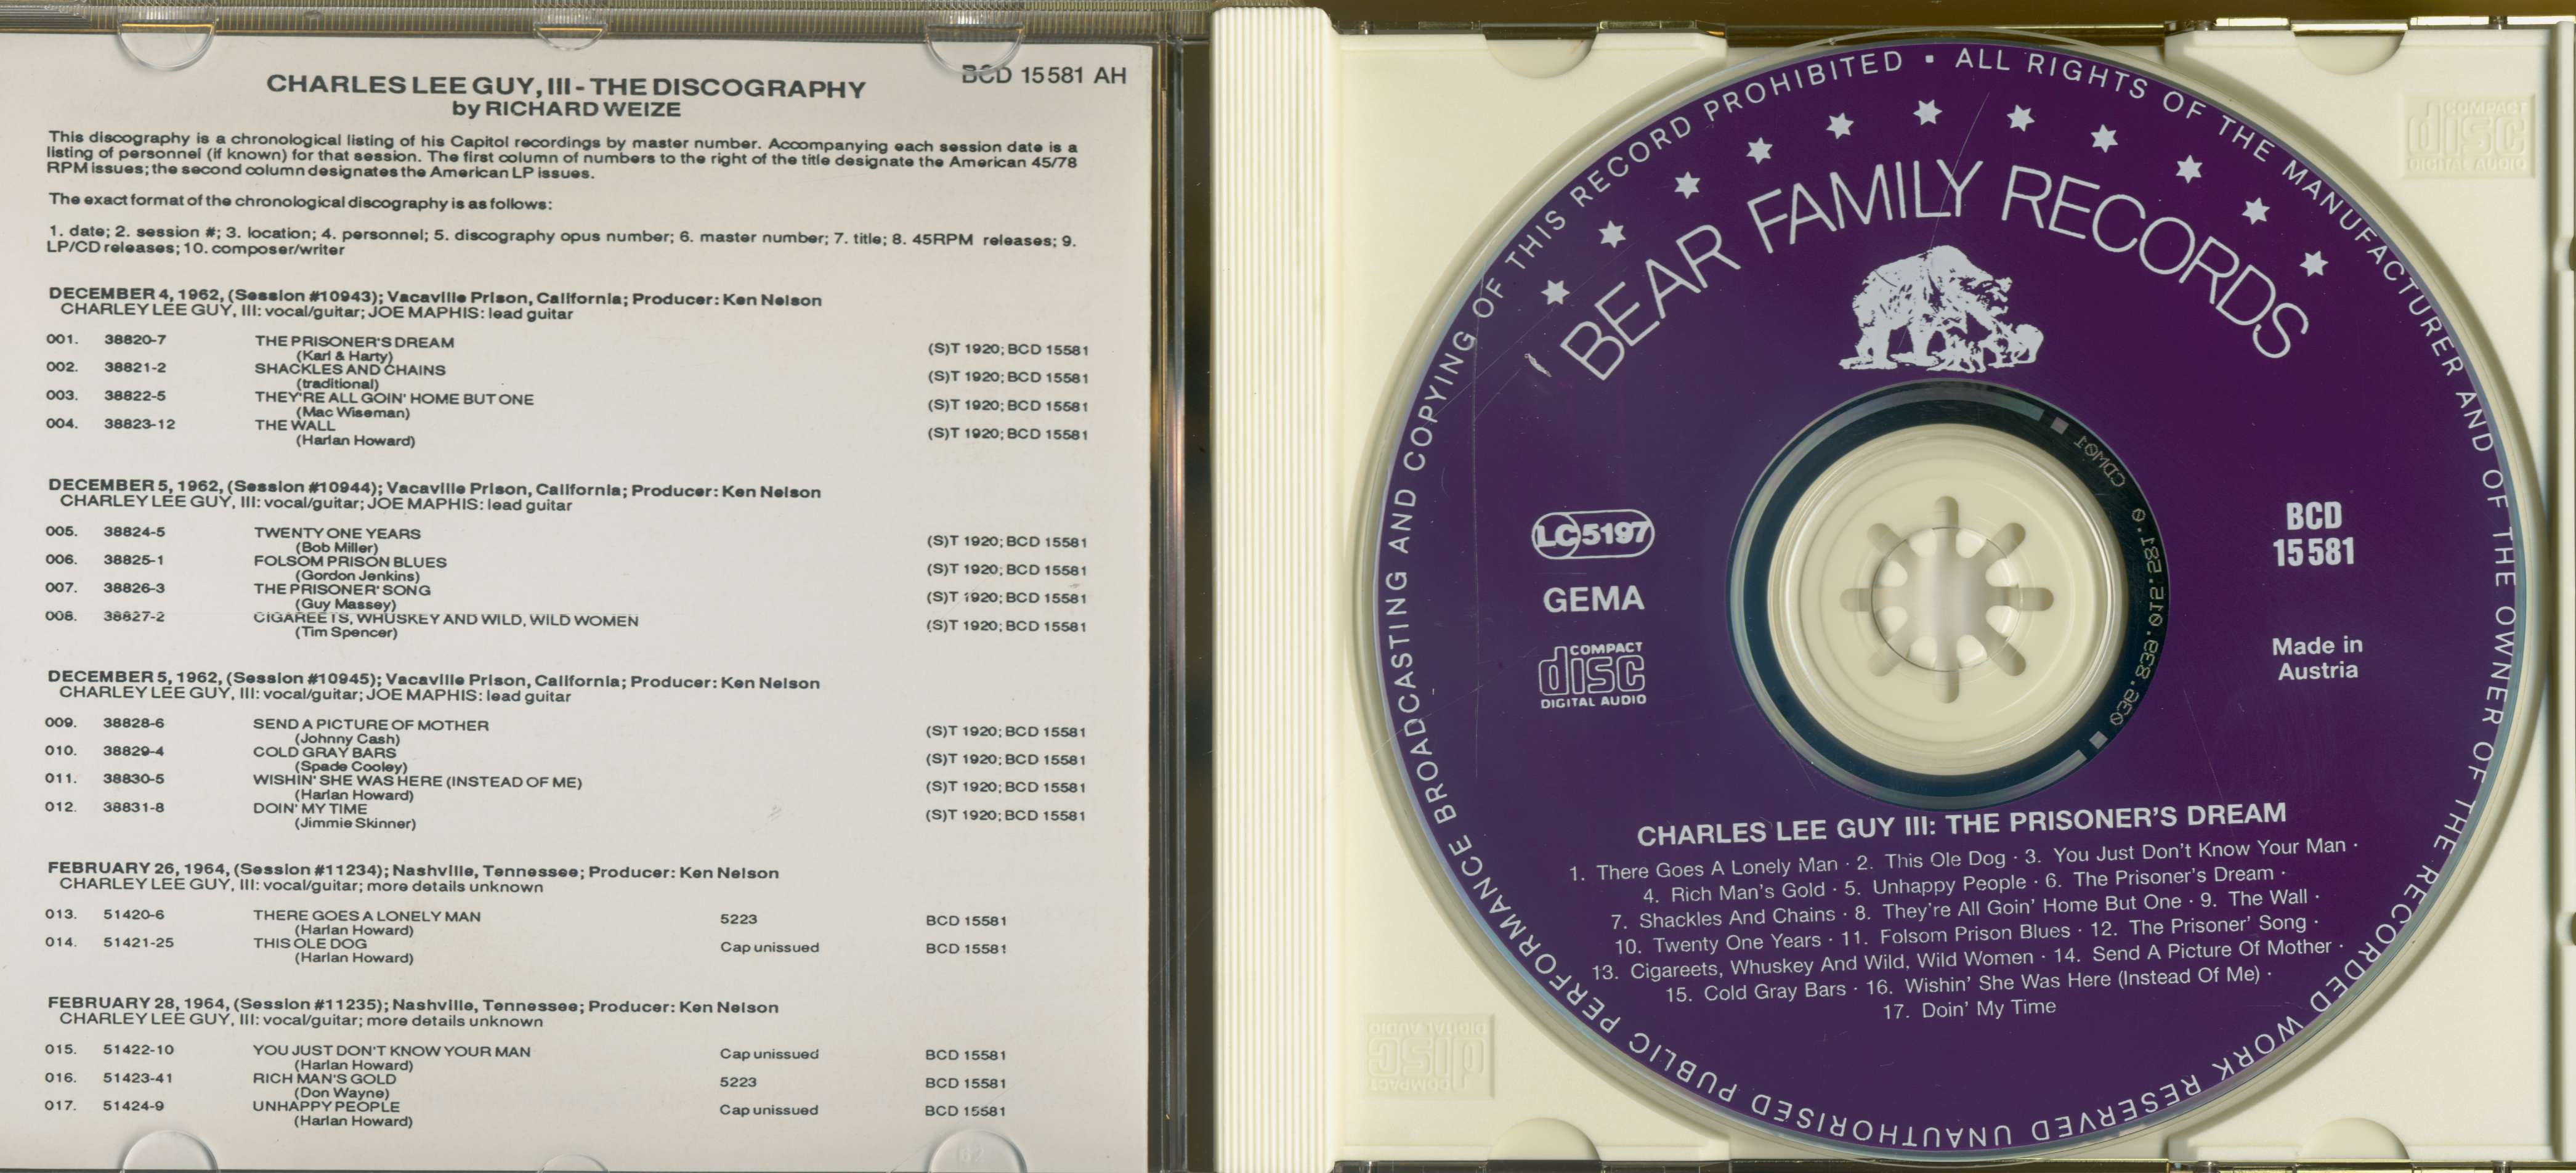 BCD 15581 AH
CHARLES LEE GUY, III - THE DISCOGRAPHY
by RICHARD WEIZE
This discography is a chronological listing of his Capitol recordings by master number. Accompanying each session date is a
listing of personnel (if known) for that session. The first column of numbers to the right of the title designate the American 45/78
RPM issues; the second column designates the American LP issues.
The exact format of the chronological discography is as follows:
1. date; 2. session #; 3. location; 4. personnel; 5. discography opus number; 6. master number; 7. title; 8. 45RPM releases; 9.
LP/CD releases; 10. composer/writer
DECEMBER 4, 1962, (Session #10943); Vacaville Prison, California; Producer: Ken Nelson
CHARLEY LEE GUY, III: vocal/guitar; JOE MAPHIS: lead guitar
001. 38820-7 THE PRISONER'S DREAM
(Karl & Harty) (S)T 1920; BCD 15581
002. 38821-2 SHACKLES AND CHAINS
(traditional) (S)T 1920; BCD 15581
003. 38822-5 THEY'RE ALL GOIN' HOME BUT ONE
(Mac Wiseman) (S)T 1920; BCD 15581
004. 38823-12 THE WALL
(Harlan Howard) (S)T 1920; BCD 15581
DECEMBER 5, 1962, (Session #10944); Vacaville Prison, California; Producer: Ken Nelson
CHARLEY LEE GUY, III: vocal/guitar; JOE MAPHIS: lead guitar
005. 38824-5 TWENTY ONE YEARS
(Bob Miller) (S)T 1920; BCD 15581
006. 38825-1 FOLSOM PRISON BLUES
(Gordon Jenkins) (S)T 1920; BCD 15581
007. 38826-3 THE PRISONER' SONG
(Guy Massey) (S)T 1920; BCD 15581
008. 38827-2 CIGAREETS, WHUSKEY AND WILD, WILD WOMEN
(Tim Spencer) (S)T 1920; BCD 15581
DECEMBER 5, 1962, (Session #10945); Vacaville Prison, California; Producer: Ken Nelson
CHARLEY LEE GUY, III: vocal/guitar; JOE MAPHIS: lead guitar
009. 38828-6 SEND A PICTURE OF MOTHER
(Johnny Cash) (S)T 1920; BCD 15581
010. 38829-4 COLD GRAY BARS
(Spade Cooley) (S)T 1920; BCD 15581
011. 38830-5 WISHIN' SHE WAS HERE (INSTEAD OF ME)
(Harlan Howard) (S)T 1920; BCD 15581
012. 38831-8 DOIN' MY TIME
(Jimmie Skinner) (S)T 1920; BCD 15581
FEBRUARY 26, 1964, (Session #11234); Nashville, Tennessee; Producer: Ken Nelson
CHARLEY LEE GUY, III: vocal/guitar; more details unknown
013. 51420-6 THERE GOES A LONELY MAN 5223 BCD 15581
(Harlan Howard)
014. 51421-25 THIS OLE DOG Cap unissued BCD 15581
(Harlan Howard)
FEBRUARY 28, 1964, (Session #11235); Nashville, Tennessee; Producer: Ken Nelson
CHARLEY LEE GUY, III: vocal/guitar; more details unknown
015. 51422-10 YOU JUST DON'T KNOW YOUR MAN Cap unissued BCD 15581
(Harlan Howard)
016. 51423-41 RICH MAN'S GOLD 5223 BCD 15581
(Don Wayne)
017. 51424-9 UNHAPPY PEOPLE Cap unissued BCD 15581
(Harlan Howard)
ALL RIGHTS OF THE MANUFACTURER AND OF THE OWNER OF THE RECORDED WORK RESERVED UNAUTHORISED PUBLIC PERFORMANCE BROADCASTING AND COPYING OF THIS RECORD PROHIBITED ▪
BEAR FAMILY RECORDS
LC 5197
GEMA
COMPACT
disc
DIGITAL AUDIO
BCD
15581
Made in
Austria
CDM01
CHARLES LEE GUY III: THE PRISONER'S DREAM
1. There Goes A Lonely Man · 2. This Ole Dog · 3. You Just Don't Know Your Man ·
4. Rich Man's Gold · 5. Unhappy People · 6. The Prisoner's Dream ·
7. Shackles And Chains · 8. They're All Goin' Home But One · 9. The Wall ·
10. Twenty One Years · 11. Folsom Prison Blues · 12. The Prisoner' Song ·
13. Cigareets, Whuskey And Wild, Wild Women · 14. Send A Picture Of Mother ·
15. Cold Gray Bars · 16. Wishin' She Was Here (Instead Of Me) ·
17. Doin' My Time
COMPACT
disc
DIGITAL AUDIO
COMPACT
disc
DIGITAL AUDIO